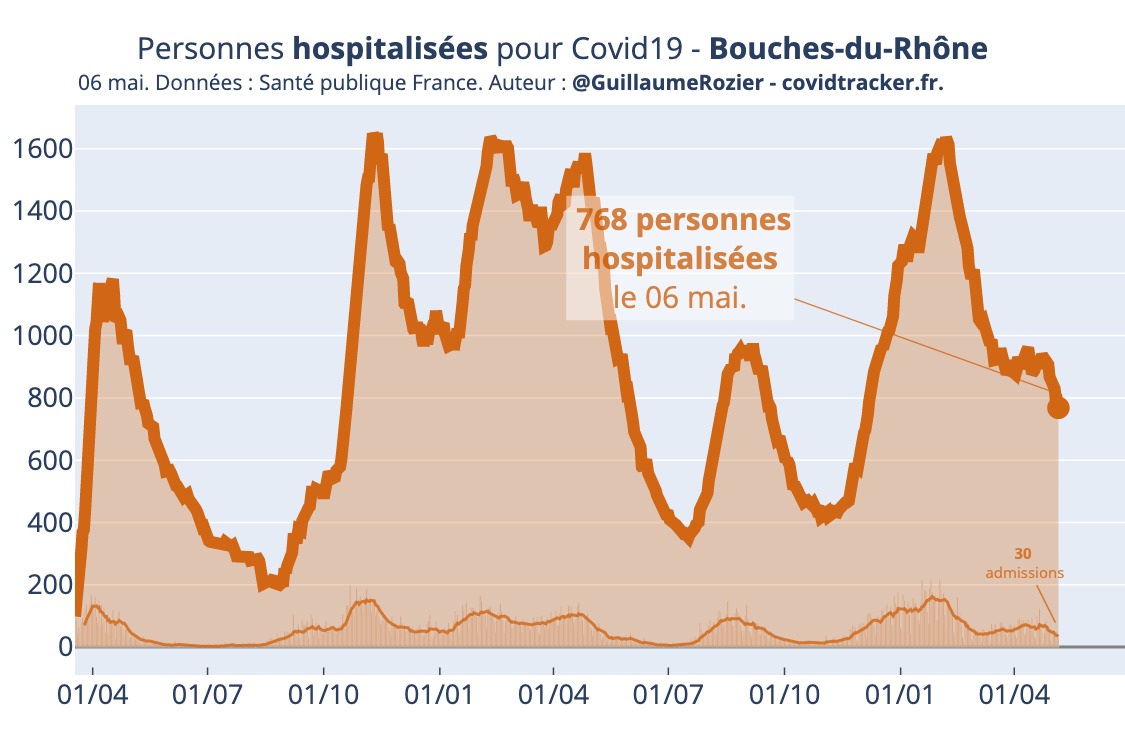 Personnes hospitalisées pour Covid19 - Bouches-du-Rhône
06 mai. Données : Santé publique France. Auteur : @GuillaumeRozier - covidtracker.fr.
1600
1400
1200
1000
800
600
400
200
0
768 personnes
hospitalisées
le 06 mai.
30
admissions
01/04 01/07 01/10 01/01 01/04 01/07 01/10 01/01 01/04